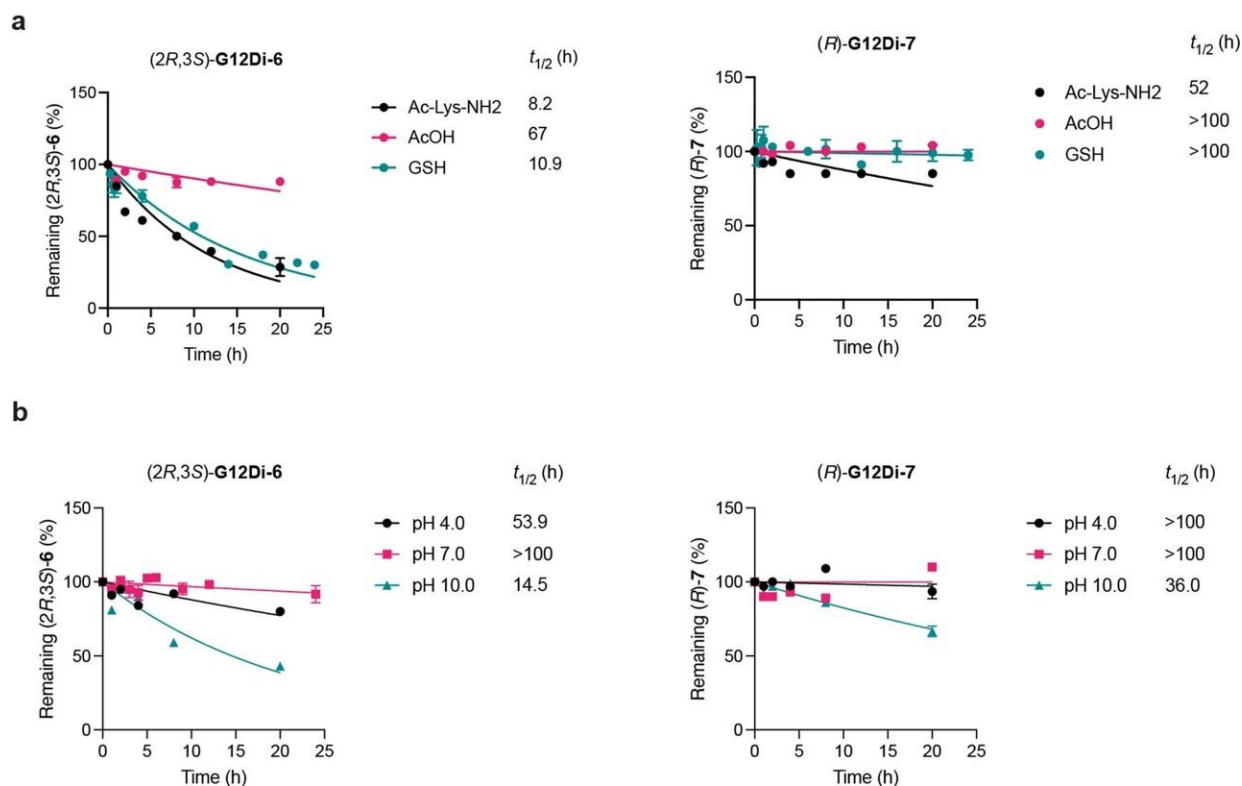 a
(2R,3S)-G12Di-6
t1/2 (h)
Ac-Lys-NH2 8.2
AcOH 67
GSH 10.9
Remaining (2R,3S)-6 (%)
150
100
50
0
0 5 10 15 20 25
Time (h)
(R)-G12Di-7
t1/2 (h)
Ac-Lys-NH2 52
AcOH >100
GSH >100
Remaining (R)-7 (%)
150
100
50
0
0 5 10 15 20 25
Time (h)
b
(2R,3S)-G12Di-6
t1/2 (h)
pH 4.0 53.9
pH 7.0 >100
pH 10.0 14.5
Remaining (2R,3S)-6 (%)
150
100
50
0
0 5 10 15 20 25
Time (h)
(R)-G12Di-7
t1/2 (h)
pH 4.0 >100
pH 7.0 >100
pH 10.0 36.0
Remaining (R)-7 (%)
150
100
50
0
0 5 10 15 20 25
Time (h)